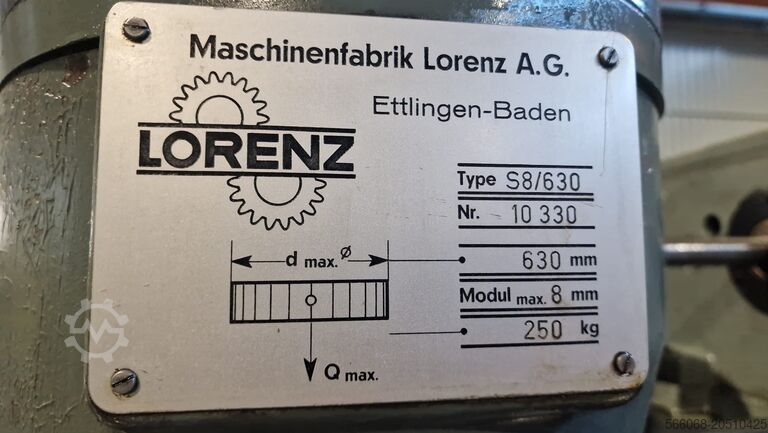 Maschinenfabrik Lorenz A.G.
Ettlingen-Baden
LORENZ
Type S8/630
Nr. 10 330
d max. ø 630 mm
Modul max. 8 mm
250 kg
Q max.
566068-20510425